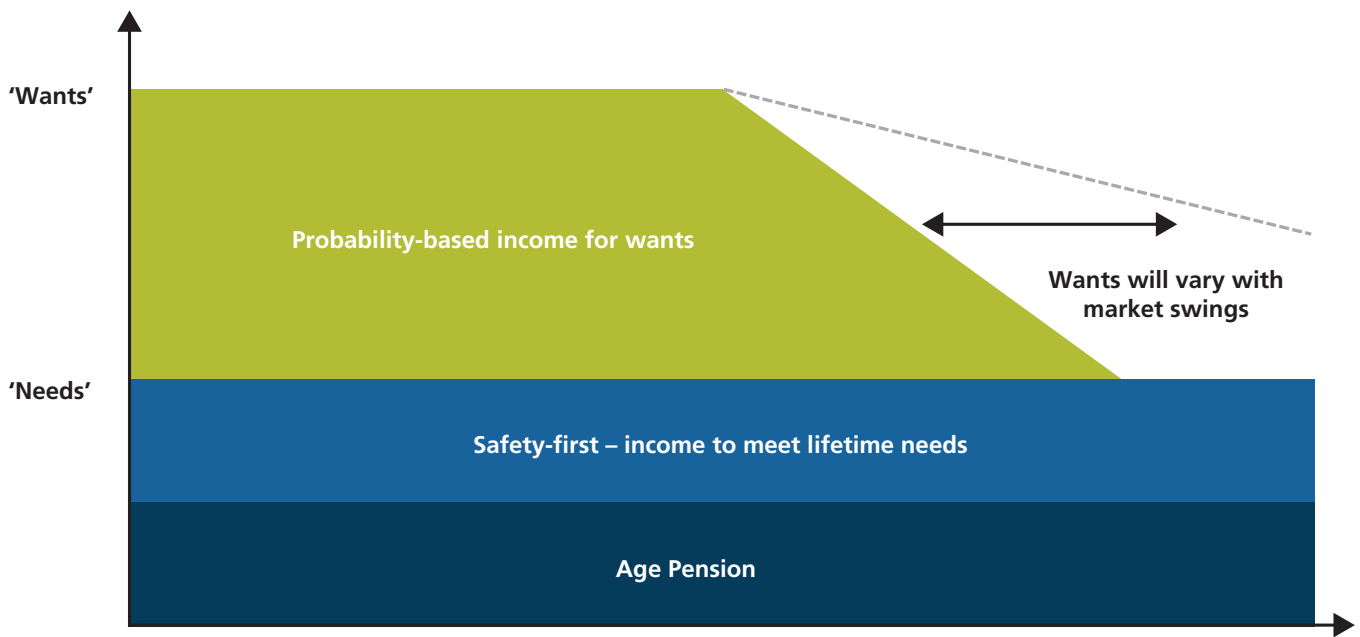 ‘Wants’
Probability-based income for wants
Wants will vary with
market swings
‘Needs’
Safety-first – income to meet lifetime needs
Age Pension